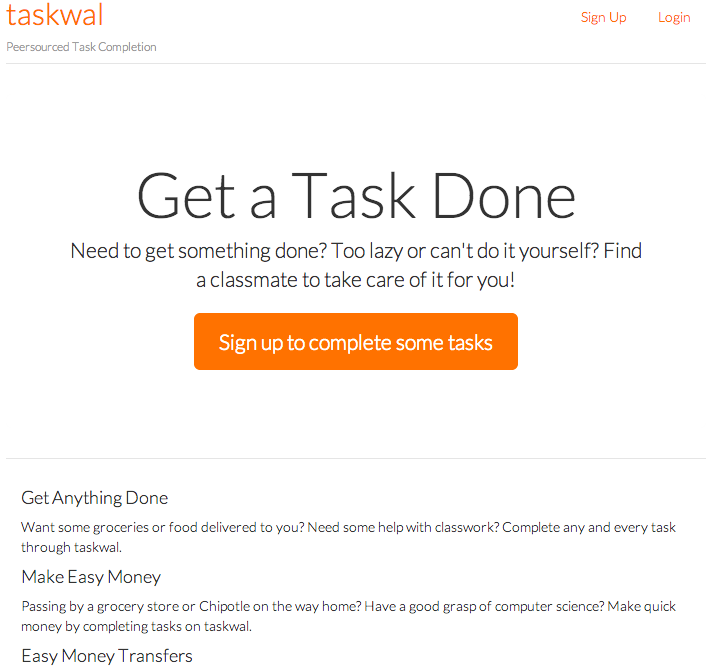 taskwal
Sign Up Login
Peersourced Task Completion
Get a Task Done
Need to get something done? Too lazy or can't do it yourself? Find
a classmate to take care of it for you!
Sign up to complete some tasks
Get Anything Done
Want some groceries or food delivered to you? Need some help with classwork? Complete any and every task
through taskwal.
Make Easy Money
Passing by a grocery store or Chipotle on the way home? Have a good grasp of computer science? Make quick
money by completing tasks on taskwal.
Easy Money Transfers